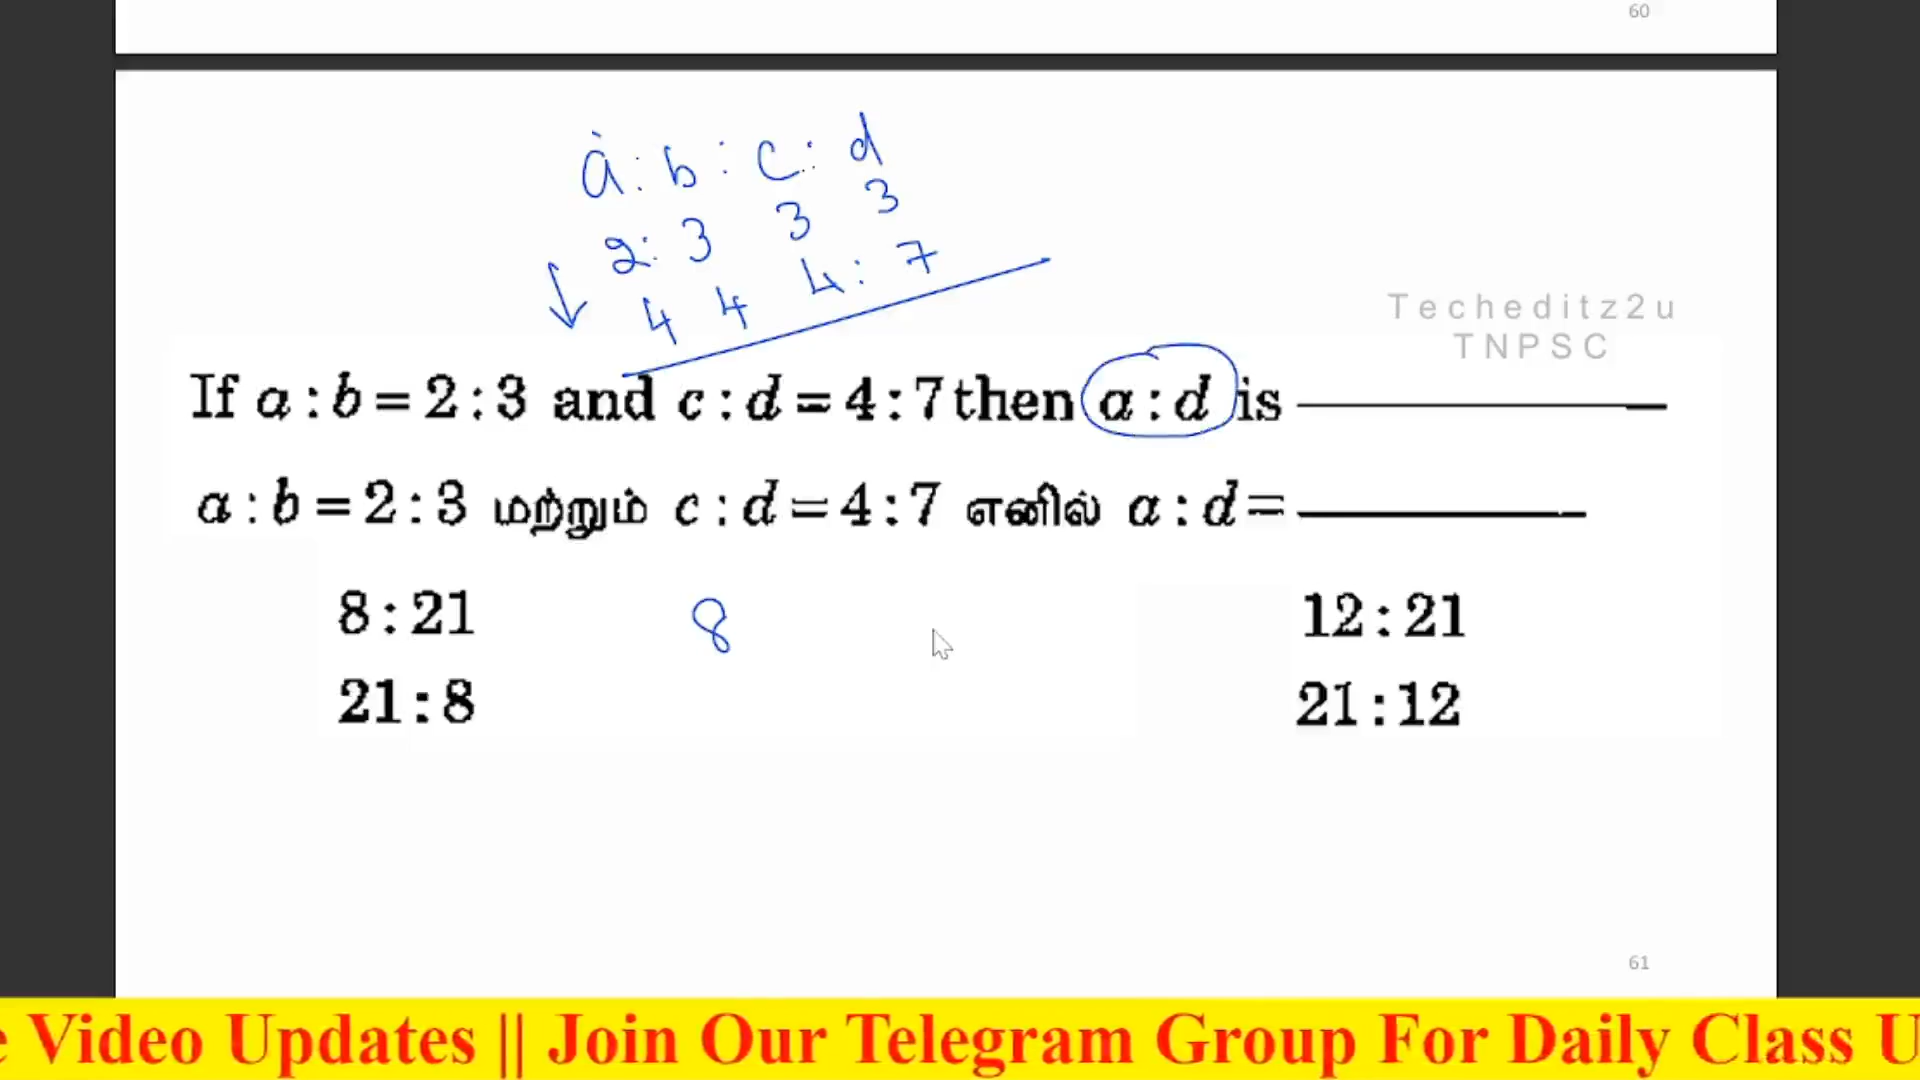 60
a : b : c : d
2 : 3 3 3
4 4 4 : 7
Techeditz2u
TNPSC
If a : b = 2 : 3 and c : d = 4 : 7 then a : d is
a : b = 2 : 3 மற்றும் c : d = 4 : 7 எனில் a : d =
8 : 21 8 12 : 21
21 : 8 21 : 12
61
e Video Updates || Join Our Telegram Group For Daily Class U